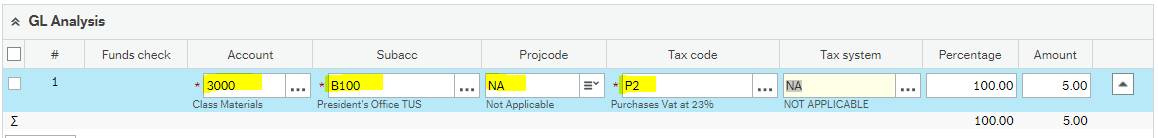 GL Analysis
# Funds check Account Subacc Projcode Tax code Tax system Percentage Amount
1 * 3000 ... * B100 ... NA * P2 ... NA ... 100.00 5.00
Class Materials President's Office TUS Not Applicable Purchases Vat at 23% NOT APPLICABLE
Σ 100.00 5.00